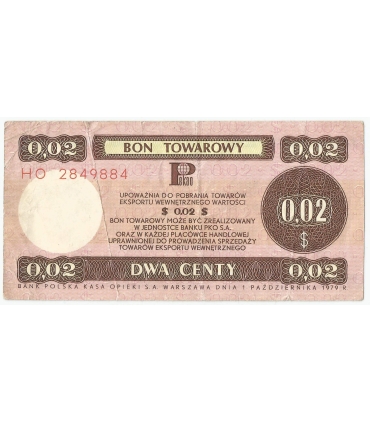 0,02 BON TOWAROWY 0,02
HO 2849884
Pekao
UPOWAŻNIA DO POBRANIA TOWARÓW
EKSPORTU WEWNĘTRZNEGO WARTOŚCI
$ 0,02 $
BON TOWAROWY MOŻE BYĆ ZREALIZOWANY
W JEDNOSTCE BANKU PKO S.A.
ORAZ W KAŻDEJ PLACÓWCE HANDLOWEJ
UPRAWNIONEJ DO PROWADZENIA SPRZEDAŻY
TOWARÓW EKSPORTU WEWNĘTRZNEGO
0,02
$
0,02 DWA CENTY 0,02
BANK POLSKA KASA OPIEKI S.A. WARSZAWA DNIA 1 PAŹDZIERNIKA 1979 R.